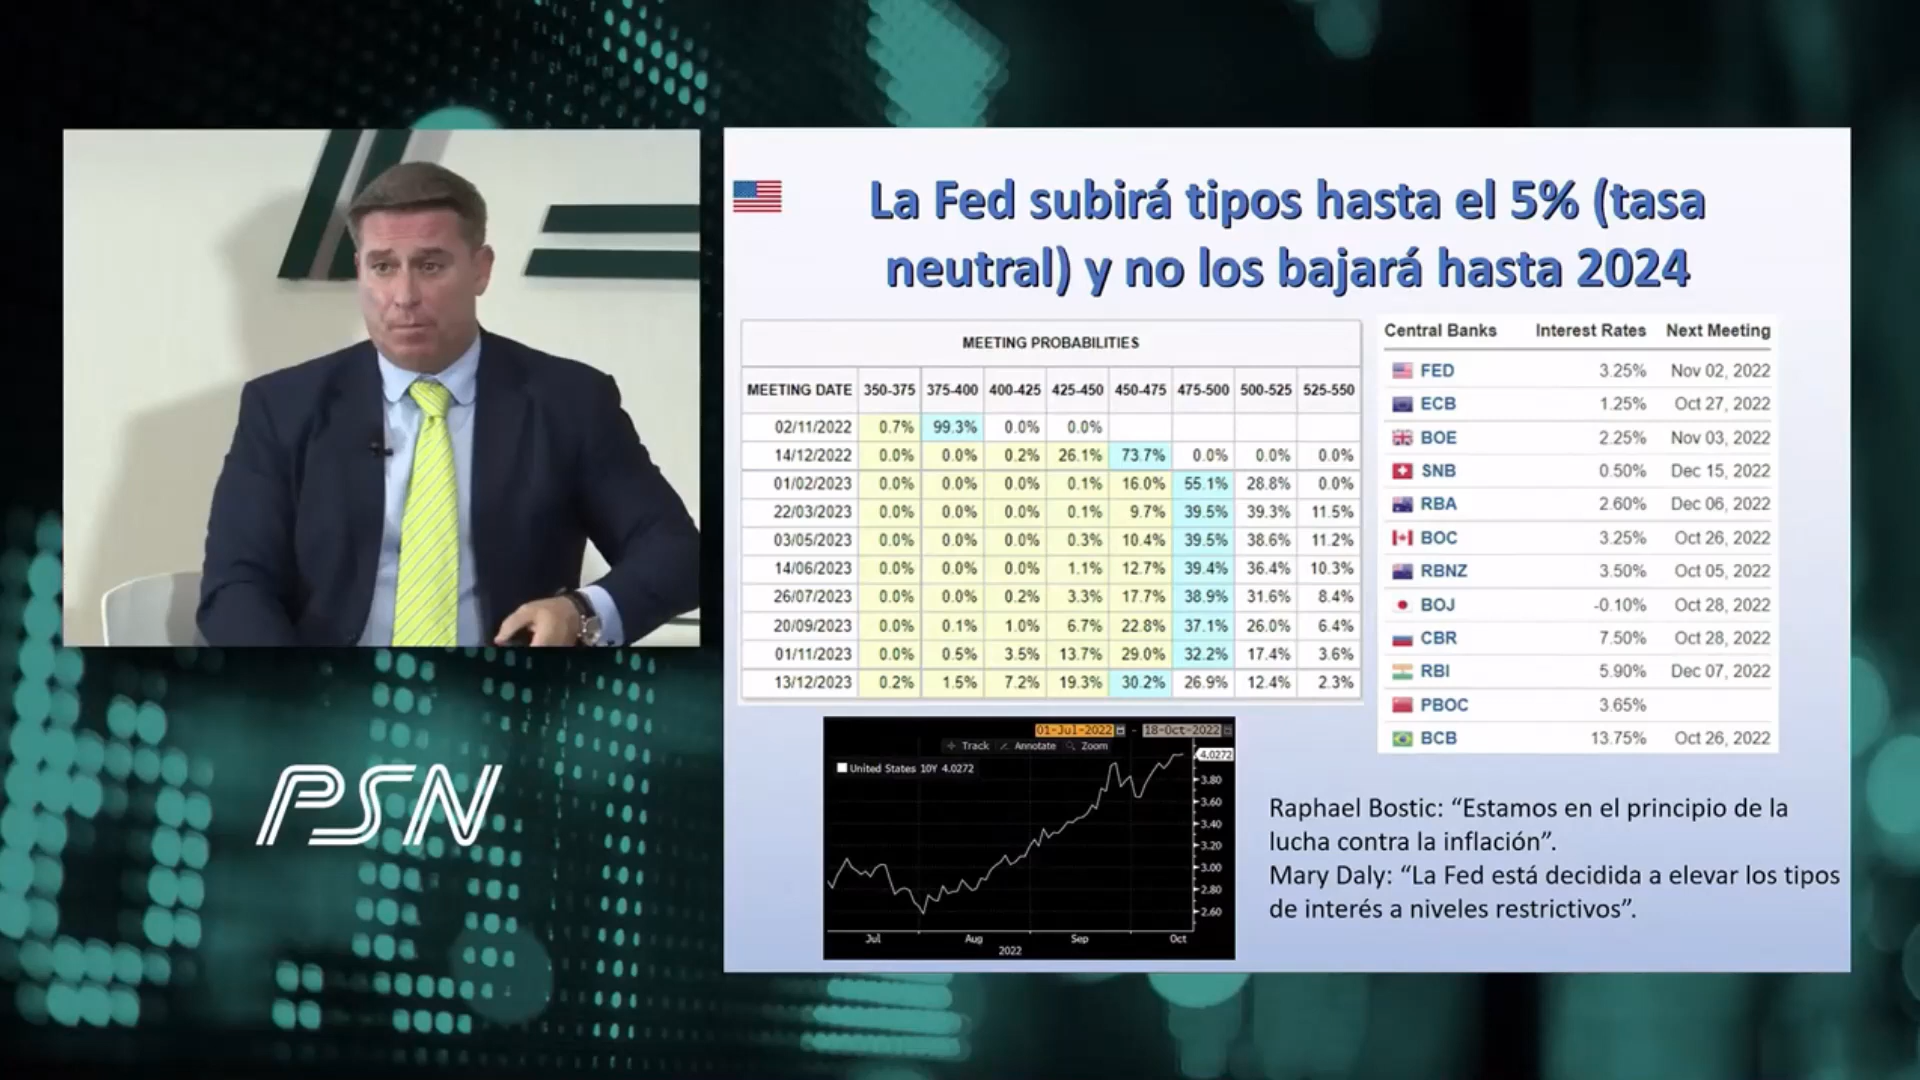 La Fed subirá tipos hasta el 5% (tasa
neutral) y no los bajará hasta 2024
MEETING PROBABILITIES
MEETING DATE 350-375 375-400 400-425 425-450 450-475 475-500 500-525 525-550
02/11/2022 0.7% 99.3% 0.0% 0.0%
14/12/2022 0.0% 0.0% 0.2% 26.1% 73.7% 0.0% 0.0% 0.0%
01/02/2023 0.0% 0.0% 0.0% 0.1% 16.0% 55.1% 28.8% 0.0%
22/03/2023 0.0% 0.0% 0.0% 0.1% 9.7% 39.5% 39.3% 11.5%
03/05/2023 0.0% 0.0% 0.0% 0.3% 10.4% 39.5% 38.6% 11.2%
14/06/2023 0.0% 0.0% 0.0% 1.1% 12.7% 39.4% 36.4% 10.3%
26/07/2023 0.0% 0.0% 0.2% 3.3% 17.7% 38.9% 31.6% 8.4%
20/09/2023 0.0% 0.1% 1.0% 6.7% 22.8% 37.1% 26.0% 6.4%
01/11/2023 0.0% 0.5% 3.5% 13.7% 29.0% 32.2% 17.4% 3.6%
13/12/2023 0.2% 1.5% 7.2% 19.3% 30.2% 26.9% 12.4% 2.3%
Central Banks Interest Rates Next Meeting
FED 3.25% Nov 02, 2022
ECB 1.25% Oct 27, 2022
BOE 2.25% Nov 03, 2022
SNB 0.50% Dec 15, 2022
RBA 2.60% Dec 06, 2022
BOC 3.25% Oct 26, 2022
RBNZ 3.50% Oct 05, 2022
BOJ -0.10% Oct 28, 2022
CBR 7.50% Oct 28, 2022
RBI 5.90% Dec 07, 2022
PBOC 3.65%
BCB 13.75% Oct 26, 2022
01-Jul-2022 - 18-Oct-2022
Track Annotate Zoom
United States 10Y 4.0272
4.0272
3.80
3.60
3.40
3.20
3.00
2.80
2.60
Jul Aug Sep Oct
2022
Raphael Bostic: “Estamos en el principio de la
lucha contra la inflación”.
Mary Daly: “La Fed está decidida a elevar los tipos
de interés a niveles restrictivos”.
PSN